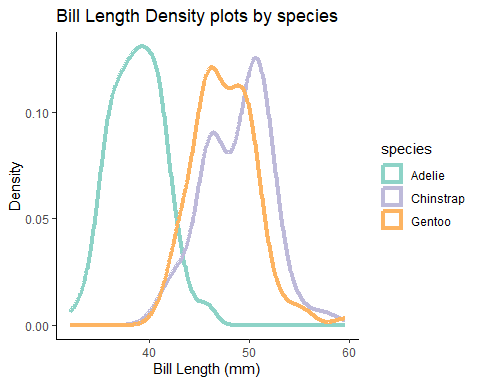 Bill Length Density plots by species
0.10
0.05
0.00
Density
40 50 60
Bill Length (mm)
species
Adelie
Chinstrap
Gentoo